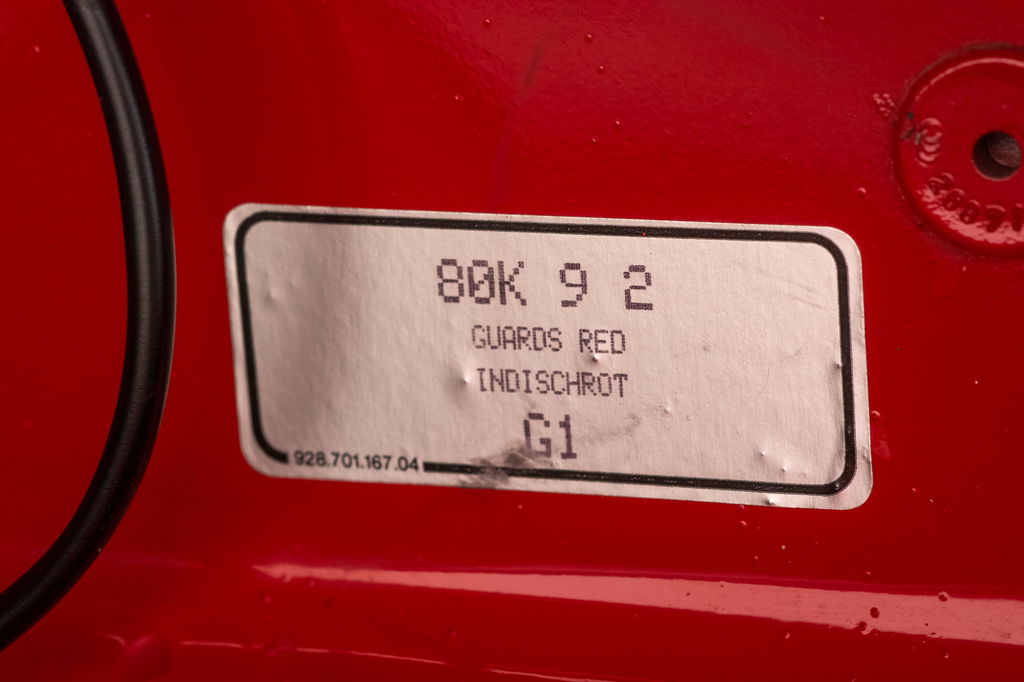 80K 9 2
GUARDS RED
INDISCHROT
G1
928.701.167.04